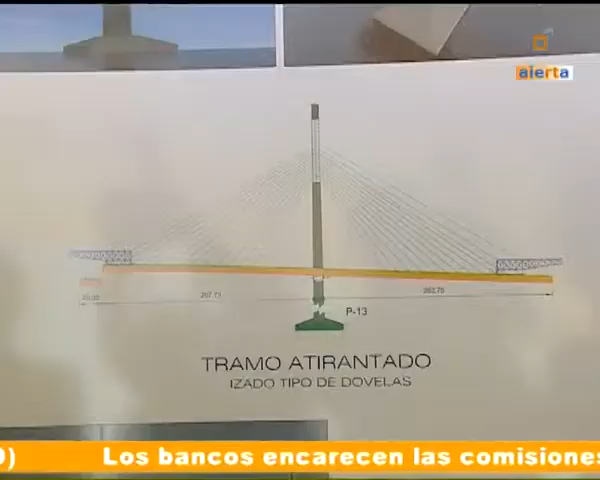 alerta
P-13
TRAMO ATIRANTADO
IZADO TIPO DE DOVELAS
) Los bancos encarecen las comisiones